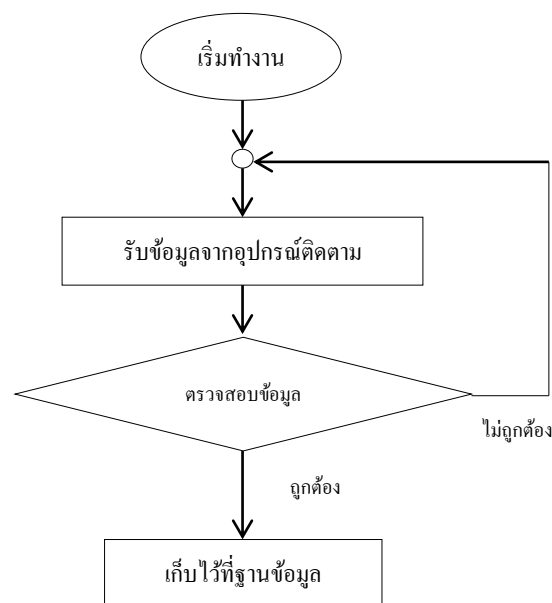 เริ่มทำงาน
รับข้อมูลจากอุปกรณ์ติดตาม
ตรวจสอบข้อมูล
ไม่ถูกต้อง
ถูกต้อง
เก็บไว้ที่ฐานข้อมูล